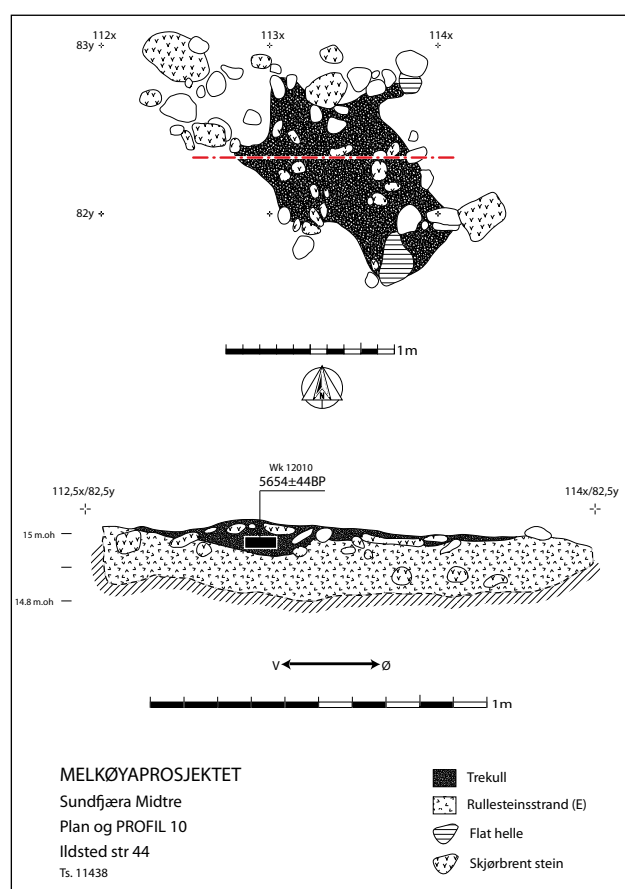 112x 113x 114x
83y
82y
1m
N
Wk 12010
5654±44BP
112,5x/82,5y 114x/82,5y
15 m.oh
14.8 m.oh
V Ø
1m
MELKØYAPROSJEKTET
Sundfjæra Midtre
Plan og PROFIL 10
Ildsted str 44
Ts. 11438
Trekull
Rullesteinsstrand (E)
Flat helle
Skjørbrent stein